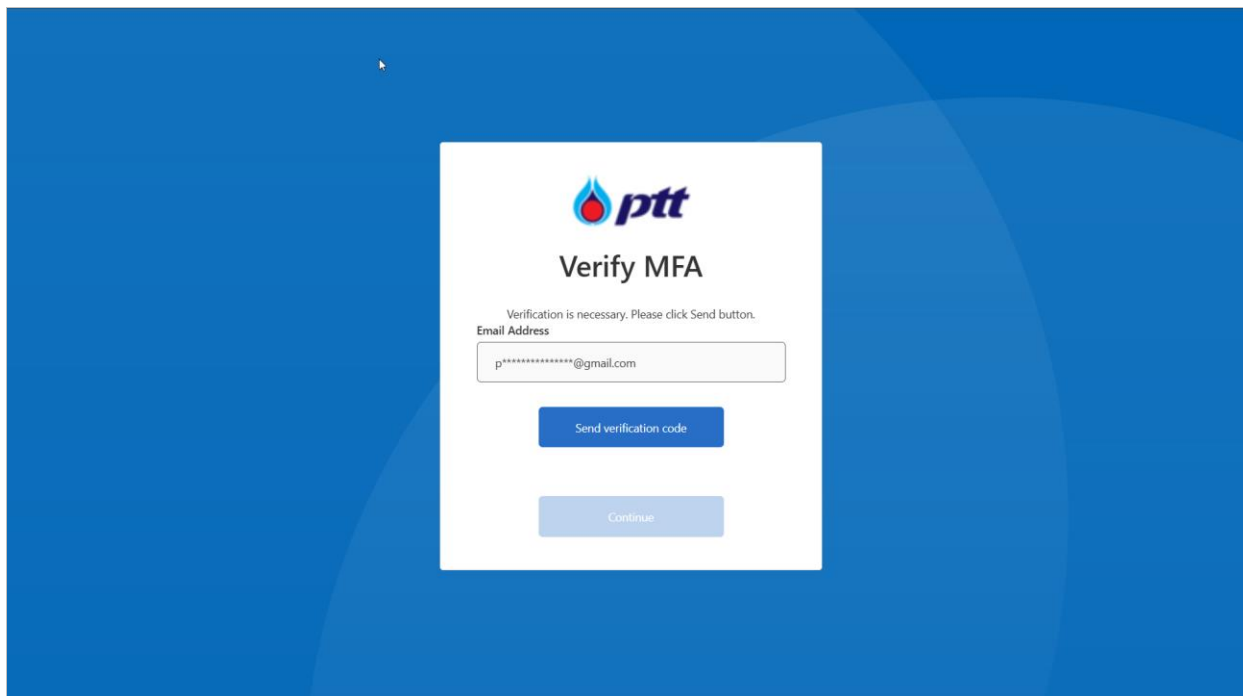 ptt
Verify MFA
Verification is necessary. Please click Send button.
Email Address
p***************@gmail.com
Send verification code
Continue